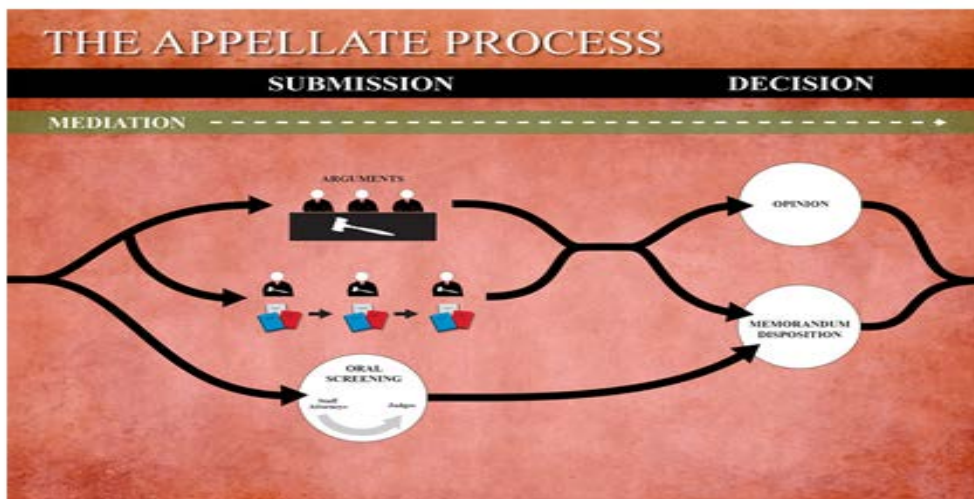 THE APPELLATE PROCESS
SUBMISSION
DECISION
MEDIATION
ARGUMENTS
OPINION
MEMORANDUM
DISPOSITION
ORAL
SCREENING
Staff
Attorneys
Judges